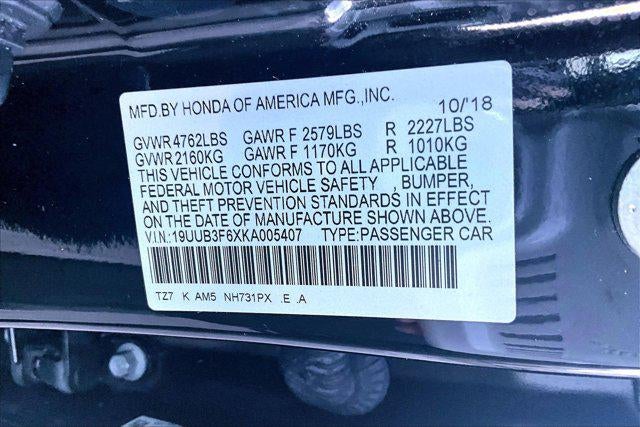 MFD.BY HONDA OF AMERICA MFG.,INC. 10/'18
GVWR 4762LBS GAWR F 2579LBS R 2227LBS
GVWR 2160KG GAWR F 1170KG R 1010KG
THIS VEHICLE CONFORMS TO ALL APPLICABLE
FEDERAL MOTOR VEHICLE SAFETY , BUMPER,
AND THEFT PREVENTION STANDARDS IN EFFECT
ON THE DATE OF MANUFACTURE SHOWN ABOVE.
V.I.N.:19UUB3F6XKA005407 TYPE:PASSENGER CAR
TZ7 K AM5 NH731PX .E .A